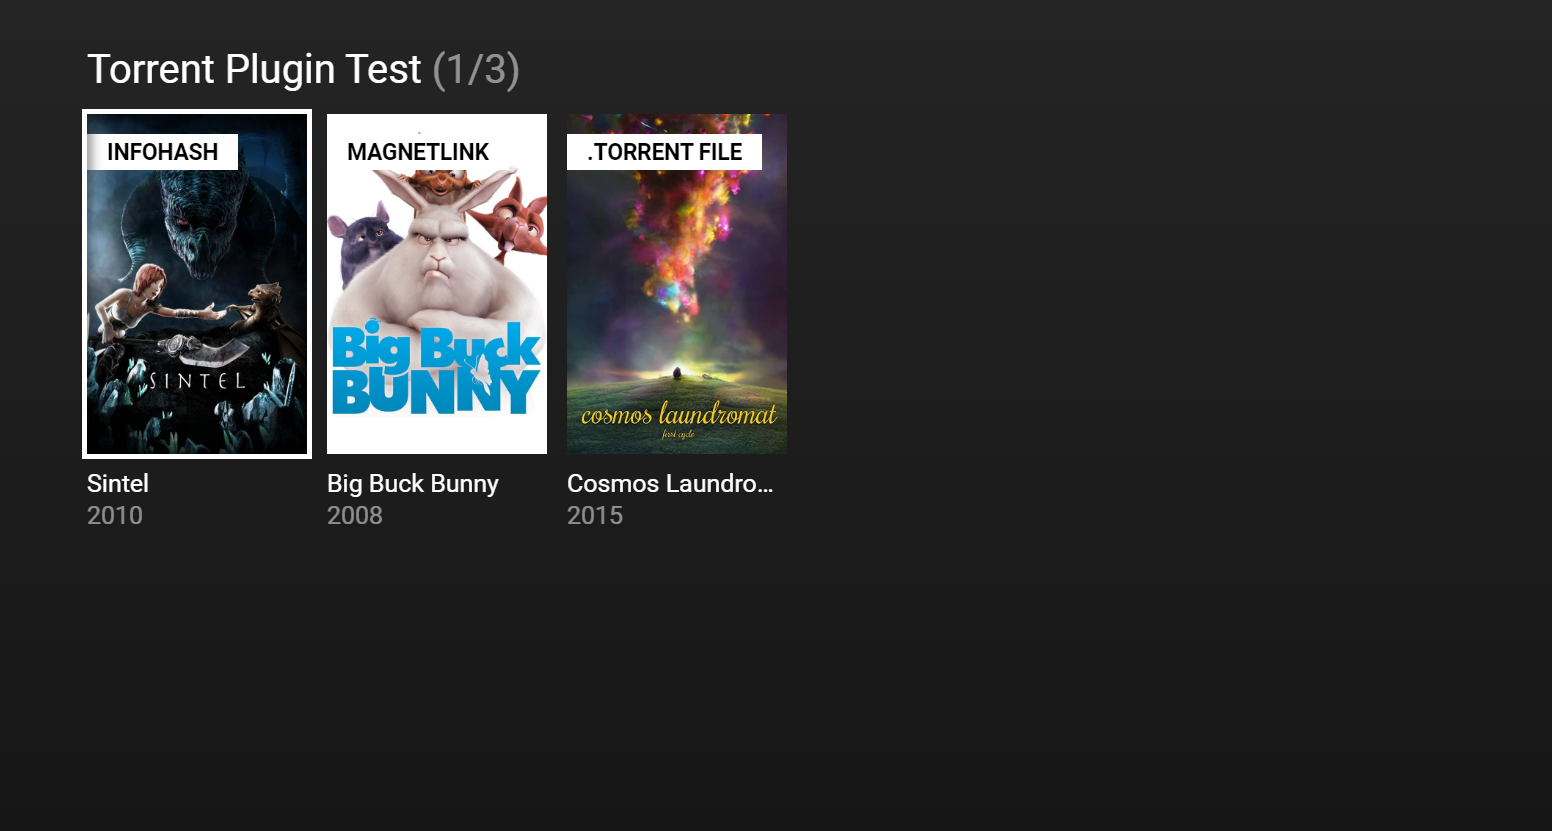 Torrent Plugin Test (1/3)
INFOHASH
MAGNETLINK
.TORRENT FILE
SINTEL
Big Buck
BUNNY
cosmos laundromat
first cycle
Sintel
Big Buck Bunny
Cosmos Laundro...
2010
2008
2015